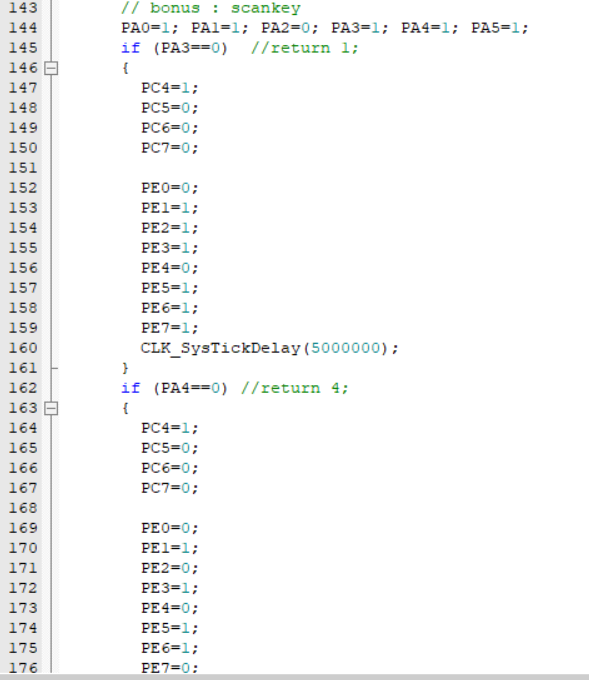 143 // bonus : scankey
144 PA0=1; PA1=1; PA2=0; PA3=1; PA4=1; PA5=1;
145 if (PA3==0) //return 1;
146 {
147 PC4=1;
148 PC5=0;
149 PC6=0;
150 PC7=0;
151
152 PE0=0;
153 PE1=1;
154 PE2=1;
155 PE3=1;
156 PE4=0;
157 PE5=1;
158 PE6=1;
159 PE7=1;
160 CLK_SysTickDelay(5000000);
161 }
162 if (PA4==0) //return 4;
163 {
164 PC4=1;
165 PC5=0;
166 PC6=0;
167 PC7=0;
168
169 PE0=0;
170 PE1=1;
171 PE2=0;
172 PE3=1;
173 PE4=0;
174 PE5=1;
175 PE6=1;
176 PE7=0;